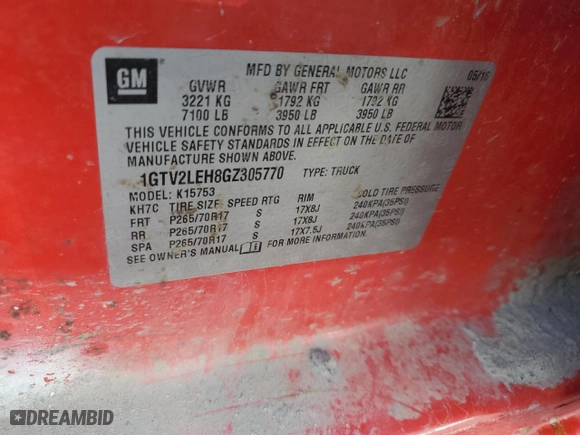 GM
MFD BY GENERAL MOTORS LLC 05/16
GVWR GAWR FRT GAWR RR
3221 KG 1792 KG 1792 KG
7100 LB 3950 LB 3950 LB
THIS VEHICLE CONFORMS TO ALL APPLICABLE U.S. FEDERAL MOTOR
VEHICLE SAFETY STANDARDS IN EFFECT ON THE DATE OF
MANUFACTURE SHOWN ABOVE.
1GTV2LEH8GZ305770 TYPE: TRUCK
MODEL: K15753
KH7C TIRE SIZE SPEED RTG RIM COLD TIRE PRESSURE
FRT P265/70R17 S 17X8J 240KPA(35PSI)
RR P265/70R17 S 17X8J 240KPA(35PSI)
SPA P265/70R17 S 17X7.5J 240KPA(35PSI)
SEE OWNER'S MANUAL FOR MORE INFORMATION.
DREAMBID